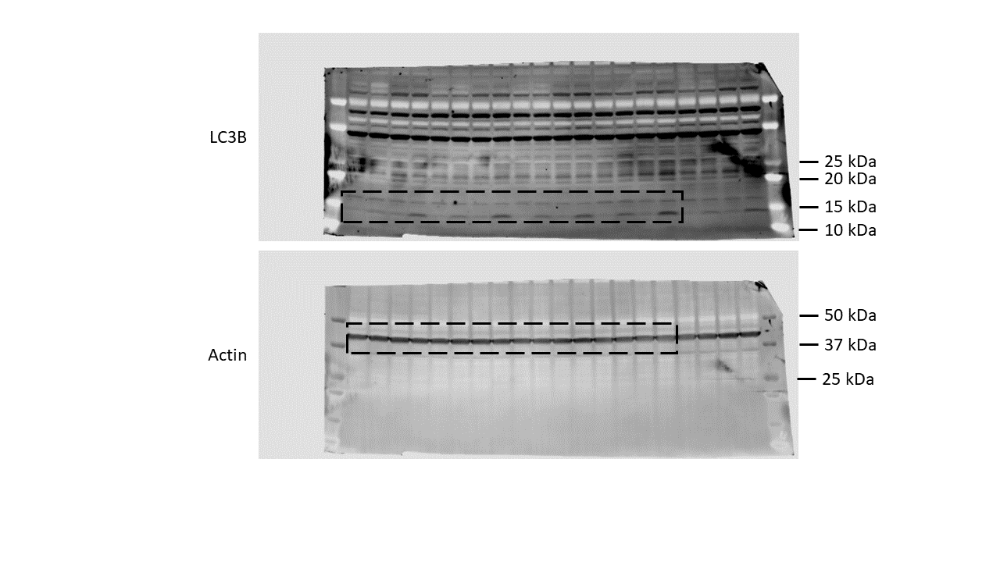 LC3B
25 kDa
20 kDa
15 kDa
10 kDa
Actin
50 kDa
37 kDa
25 kDa